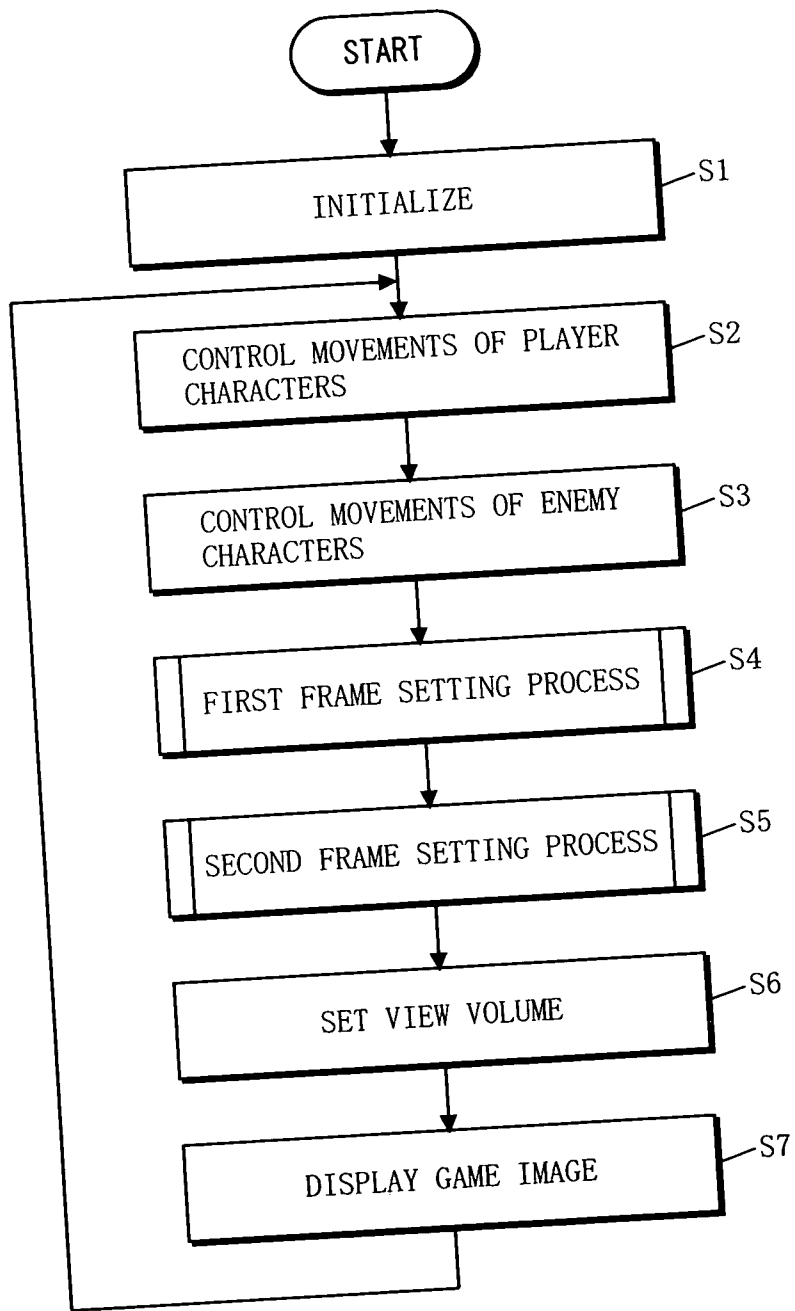 START
INITIALIZE
S1
CONTROL MOVEMENTS OF PLAYER
CHARACTERS
S2
CONTROL MOVEMENTS OF ENEMY
CHARACTERS
S3
FIRST FRAME SETTING PROCESS
S4
SECOND FRAME SETTING PROCESS
S5
SET VIEW VOLUME
S6
DISPLAY GAME IMAGE
S7